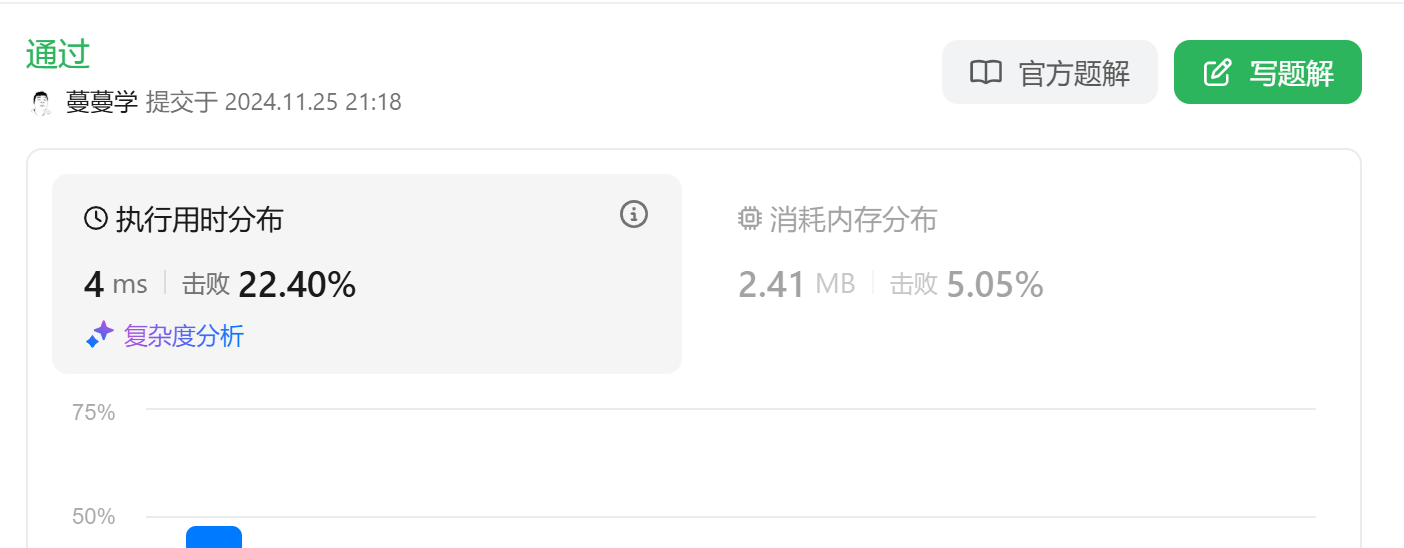 通过
官方题解
写题解
蔓蔓学 提交于 2024.11.25 21:18
执行用时分布
4 ms 击败 22.40%
复杂度分析
消耗内存分布
2.41 MB 击败 5.05%
75%
50%